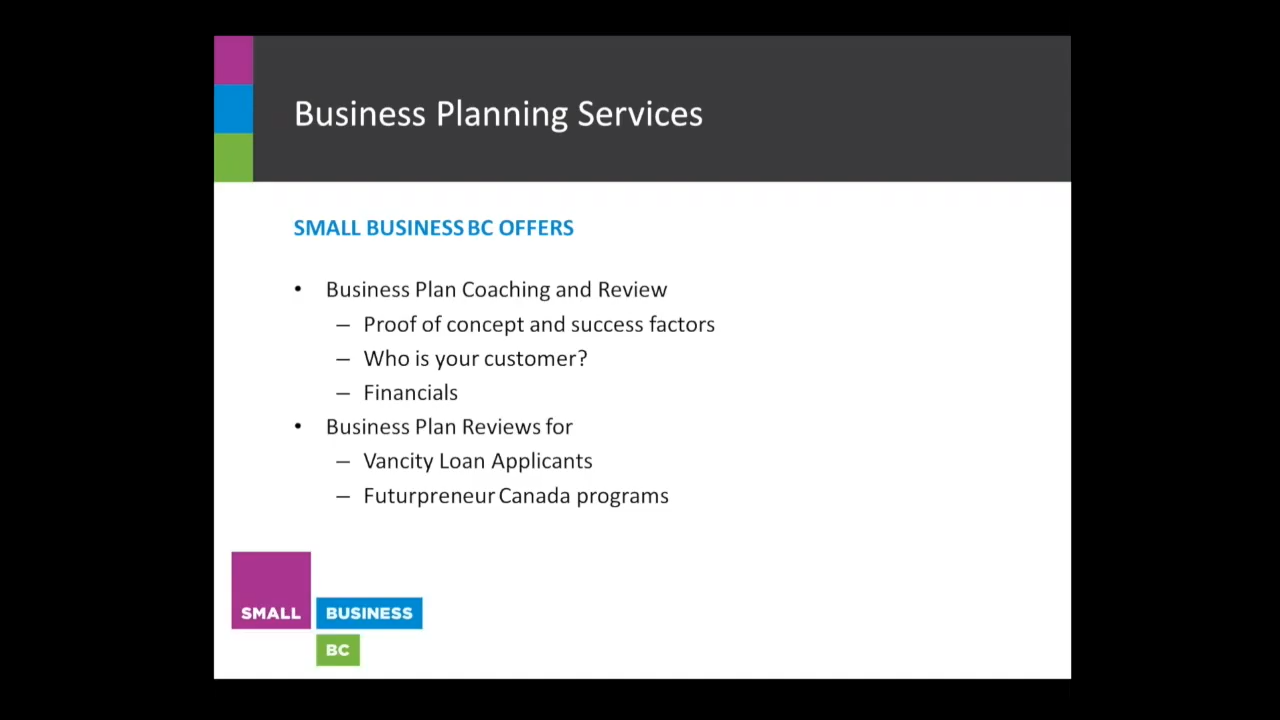 Business Planning Services
SMALL BUSINESS BC OFFERS
• Business Plan Coaching and Review
– Proof of concept and success factors
– Who is your customer?
– Financials
• Business Plan Reviews for
– Vancity Loan Applicants
– Futurpreneur Canada programs
SMALL BUSINESS
BC